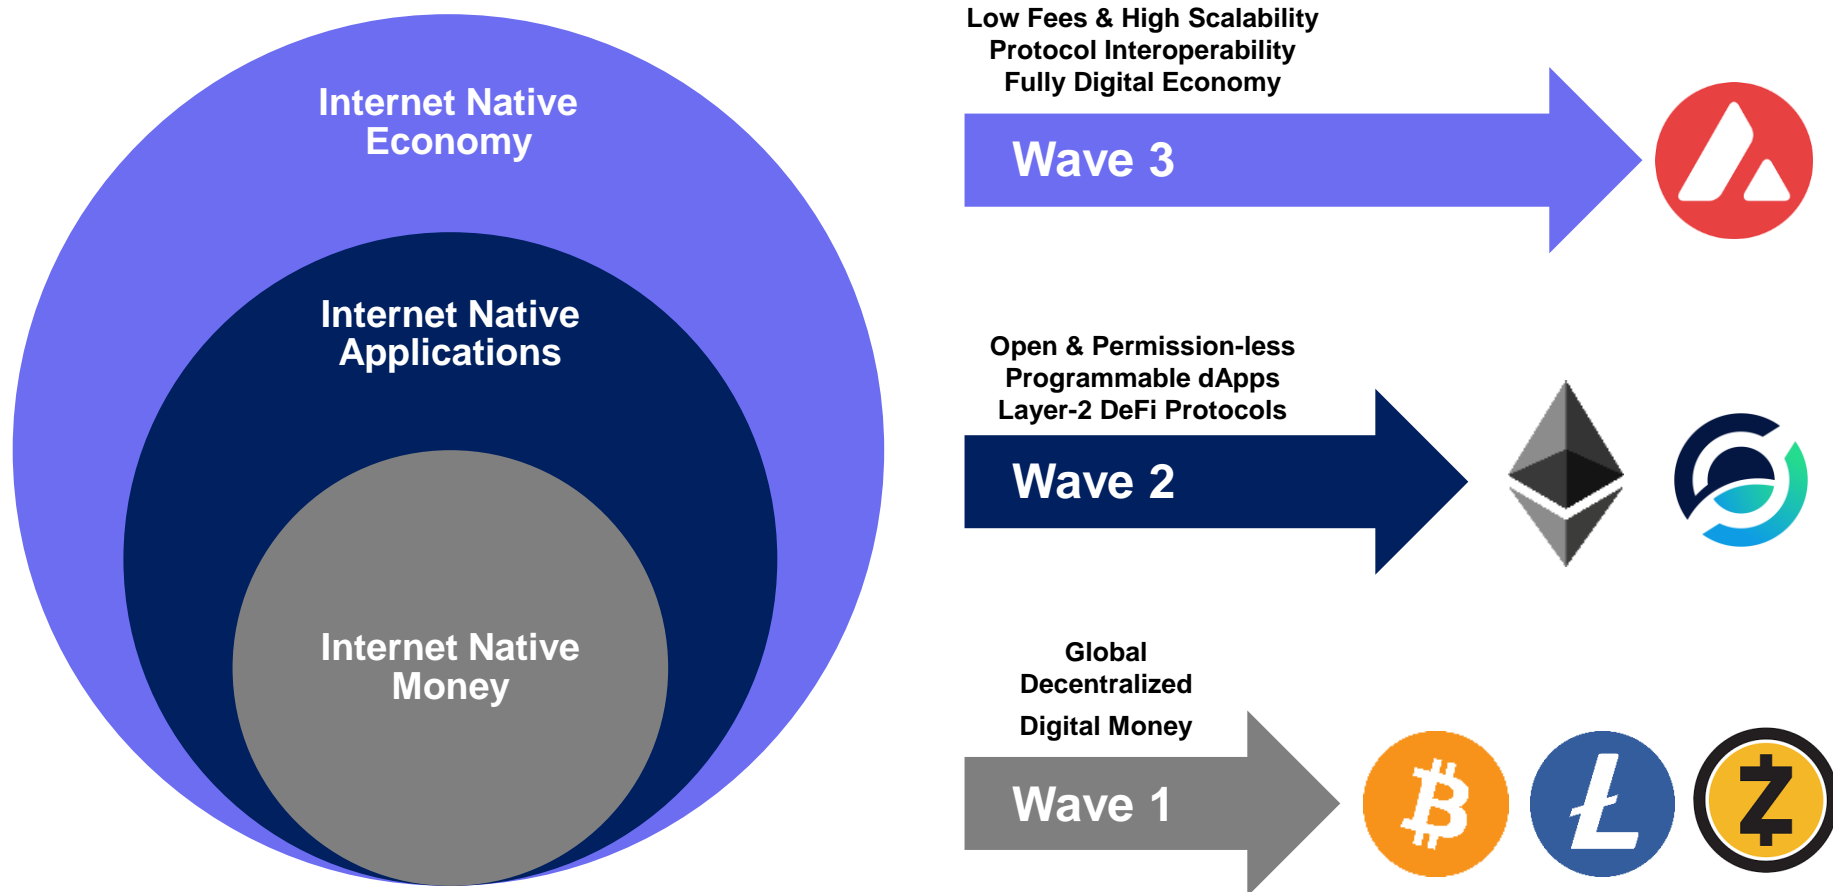 Internet Native
Economy
Internet Native
Applications
Internet Native
Money
Low Fees & High Scalability
Protocol Interoperability
Fully Digital Economy
Wave 3
Open & Permission-less
Programmable dApps
Layer-2 DeFi Protocols
Wave 2
Global
Decentralized
Digital Money
Wave 1